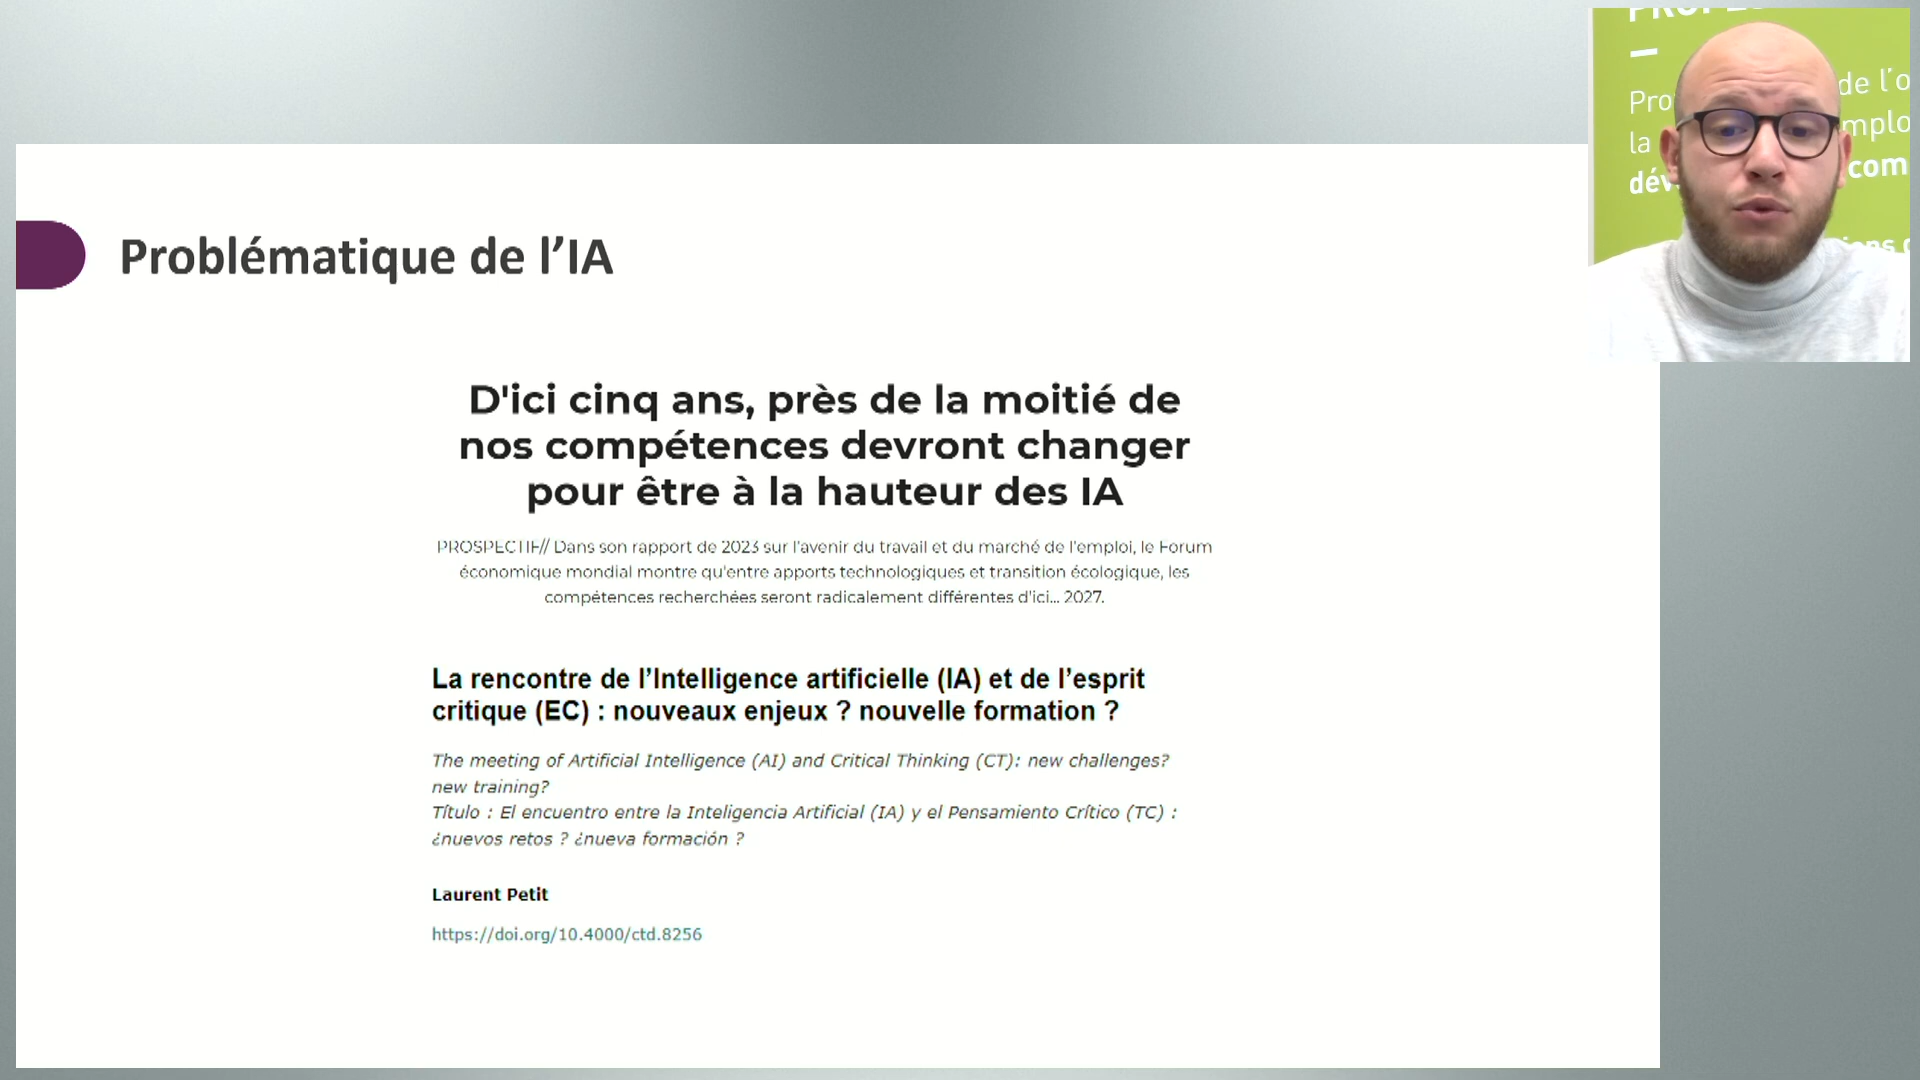 Problématique de l’IA
D'ici cinq ans, près de la moitié de
nos compétences devront changer
pour être à la hauteur des IA
PROSPECTIF// Dans son rapport de 2023 sur l'avenir du travail et du marché de l'emploi, le Forum
économique mondial montre qu'entre apports technologiques et transition écologique, les
compétences recherchées seront radicalement différentes d'ici... 2027.
La rencontre de l’Intelligence artificielle (IA) et de l’esprit
critique (EC) : nouveaux enjeux ? nouvelle formation ?
The meeting of Artificial Intelligence (AI) and Critical Thinking (CT): new challenges?
new training?
Título : El encuentro entre la Inteligencia Artificial (IA) y el Pensamiento Crítico (TC) :
¿nuevos retos ? ¿nueva formación ?
Laurent Petit
https://doi.org/10.4000/ctd.8256
Pro de l’o
la mplo
dév com